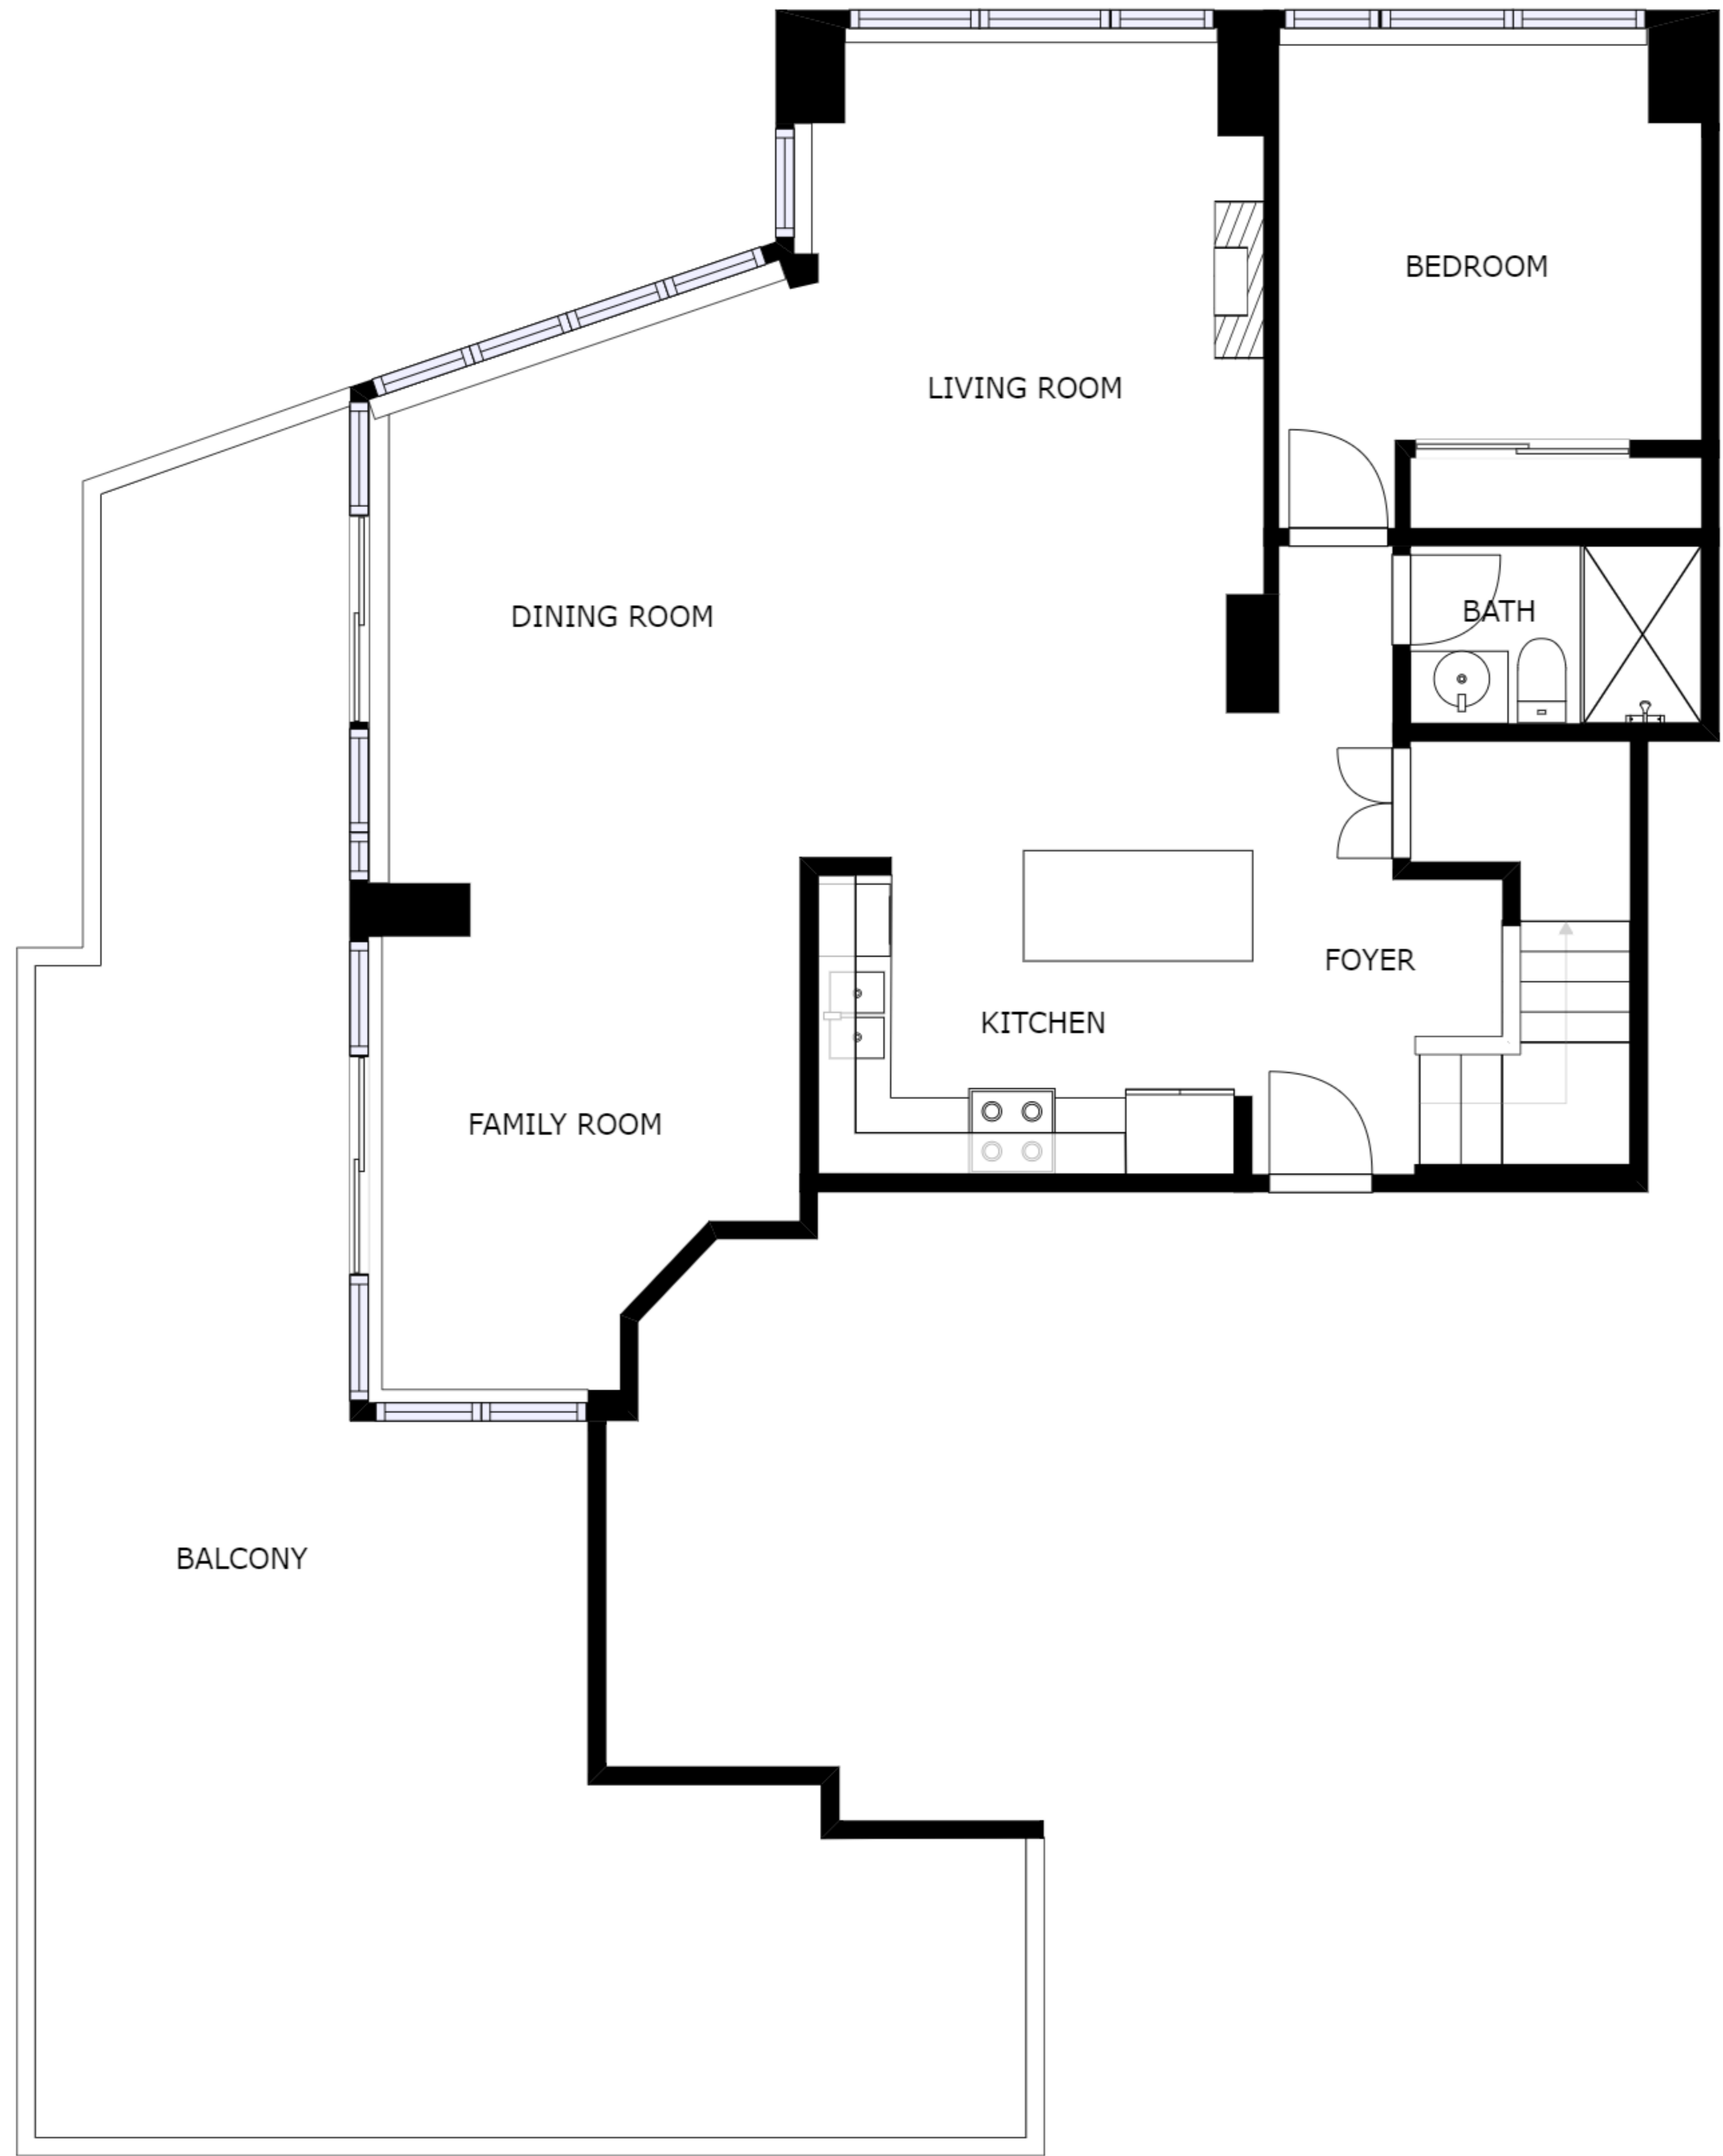 BEDROOM
LIVING ROOM
BATH
DINING ROOM
FOYER
KITCHEN
FAMILY ROOM
BALCONY